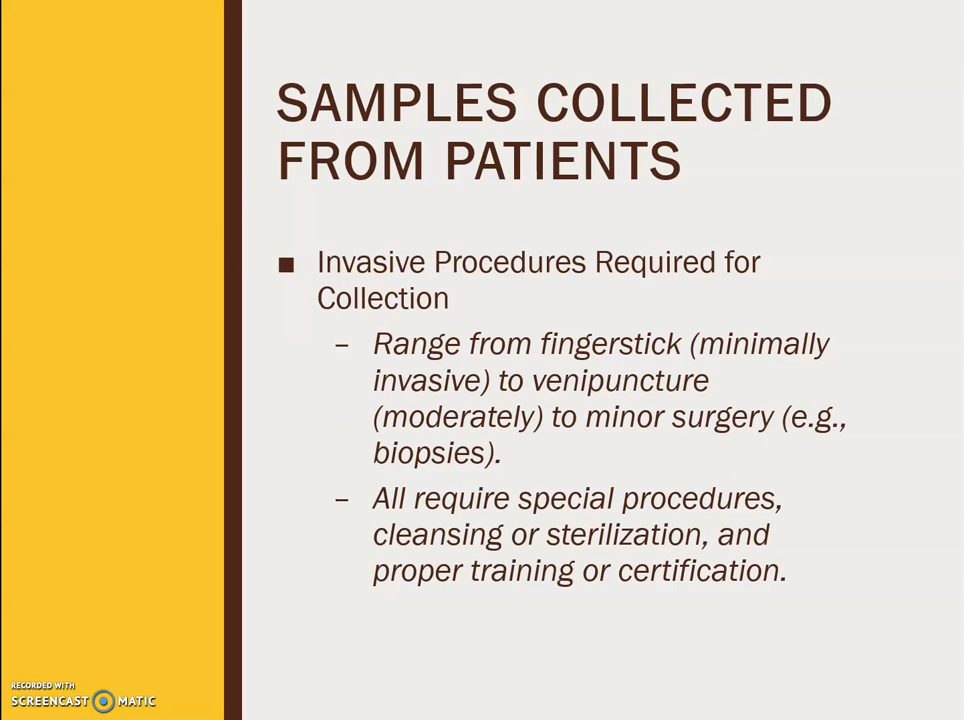 SAMPLES COLLECTED
FROM PATIENTS
■ Invasive Procedures Required for
Collection
– Range from fingerstick (minimally
invasive) to venipuncture
(moderately) to minor surgery (e.g.,
biopsies).
– All require special procedures,
cleansing or sterilization, and
proper training or certification.
RECORDED WITH
SCREENCAST MATIC